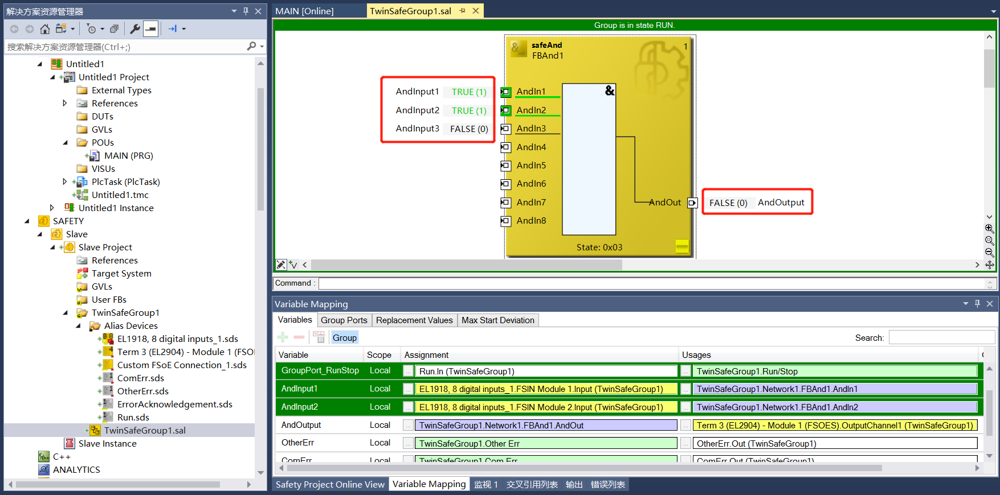 解决方案资源管理器
搜索解决方案资源管理器(Ctrl+;)
Untitled1
Untitled1 Project
External Types
References
DUTs
GVLs
POUs
MAIN (PRG)
VISUs
PlcTask (PlcTask)
Untitled1.tmc
Untitled1 Instance
SAFETY
Slave
Slave Project
References
Target System
GVLs
User FBs
TwinSafeGroup1
Alias Devices
EL1918, 8 digital inputs_1.sds
Term 3 (EL2904) - Module 1 (FSO
Custom FSoE Connection_1.sds
ComErr.sds
OtherErr.sds
ErrorAcknowledgement.sds
Run.sds
TwinSafeGroup1.sal
Slave Instance
C++
ANALYTICS
MAIN [Online] TwinSafeGroup1.sal
Group is in state RUN.
& safeAnd 1
FBAnd1
&
AndInput1 TRUE (1) AndIn1
AndInput2 TRUE (1) AndIn2
AndInput3 FALSE (0) AndIn3
AndIn4
AndIn5
AndIn6
AndIn7
AndOut FALSE (0) AndOutput
AndIn8
State: 0x03
Command :
Variable Mapping
Variables Group Ports Replacement Values Max Start Deviation
Group Search:
Variable Scope Assignment Usages
GroupPort_RunStop Local ... Run.In (TwinSafeGroup1) ... TwinSafeGroup1.Run/Stop
AndInput1 Local ... EL1918, 8 digital inputs_1.FSIN Module 1.Input (TwinSafeGroup1) ... TwinSafeGroup1.Network1.FBAnd1.AndIn1
AndInput2 Local ... EL1918, 8 digital inputs_1.FSIN Module 2.Input (TwinSafeGroup1) ... TwinSafeGroup1.Network1.FBAnd1.AndIn2
AndOutput Local ... TwinSafeGroup1.Network1.FBAnd1.AndOut ... Term 3 (EL2904) - Module 1 (FSOES).OutputChannel1 (TwinSafeGroup1)
OtherErr Local ... TwinSafeGroup1.Other Err ... OtherErr.Out (TwinSafeGroup1)
ComErr Local TwinSafeGroup1.Com Err ComErr.Out (TwinSafeGroup1)
Safety Project Online View Variable Mapping 监视 1 交叉引用列表 输出 错误列表